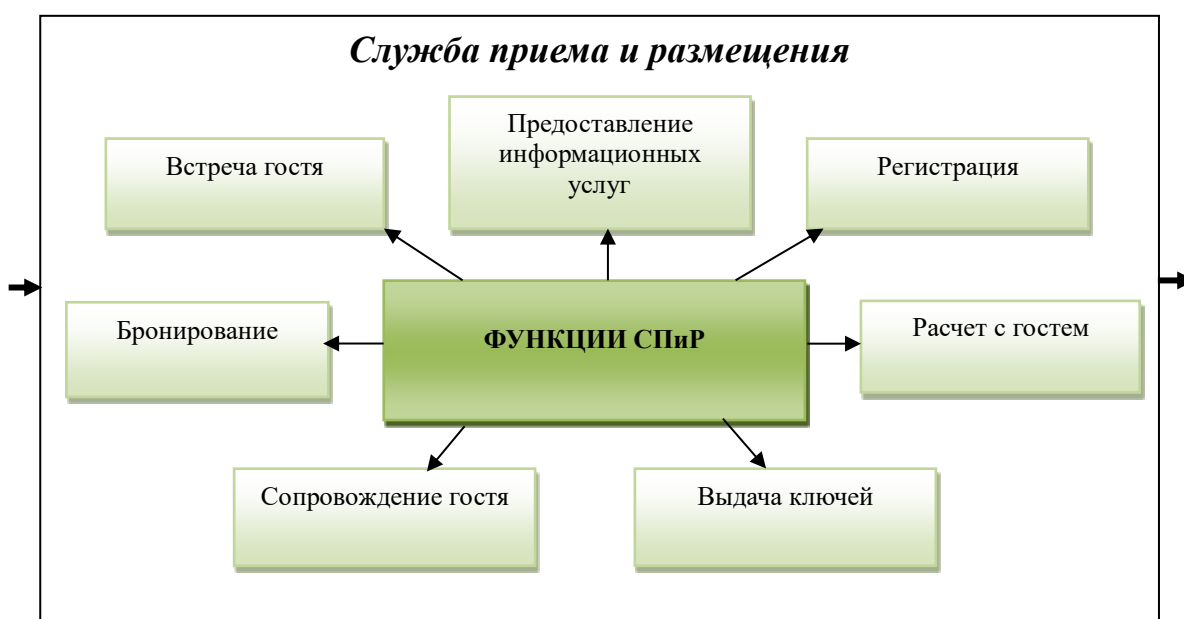 Служба приема и размещения
Предоставление
информационных
услуг
Встреча гостя
Регистрация
Бронирование
ФУНКЦИИ СПиР
Расчет с гостем
Сопровождение гостя
Выдача ключей